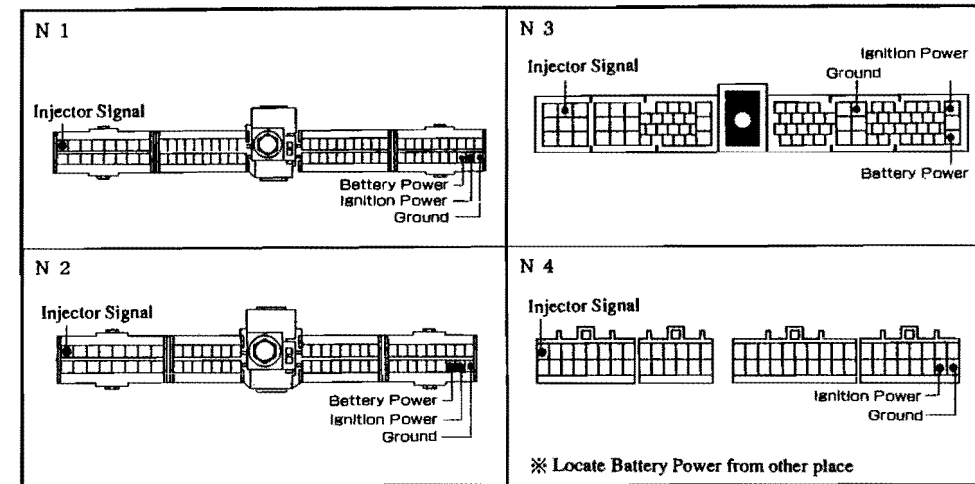 N 1
Injector Signal
Battery Power
Ignition Power
Ground
N 3
Ignition Power
Injector Signal
Ground
Battery Power
N 2
Injector Signal
Battery Power
Ignition Power
Ground
N 4
Injector Signal
Ignition Power
Ground
※ Locate Battery Power from other place